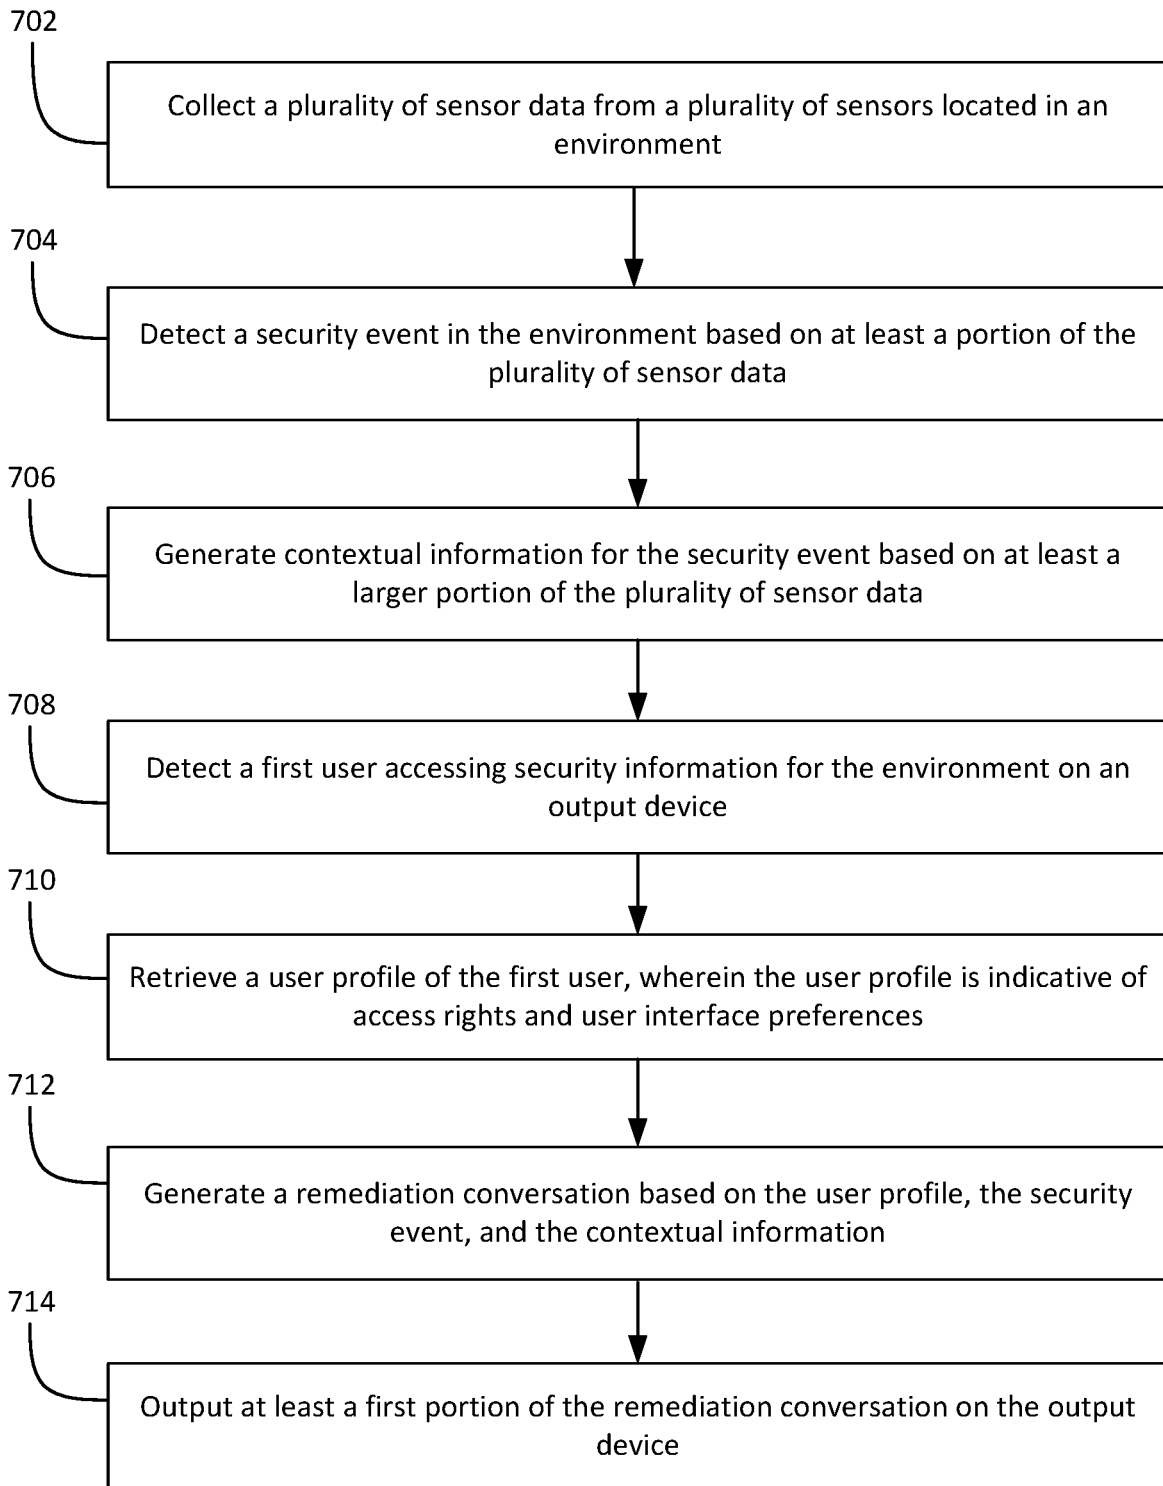 702
Collect a plurality of sensor data from a plurality of sensors located in an
environment
704
Detect a security event in the environment based on at least a portion of the
plurality of sensor data
706
Generate contextual information for the security event based on at least a
larger portion of the plurality of sensor data
708
Detect a first user accessing security information for the environment on an
output device
710
Retrieve a user profile of the first user, wherein the user profile is indicative of
access rights and user interface preferences
712
Generate a remediation conversation based on the user profile, the security
event, and the contextual information
714
Output at least a first portion of the remediation conversation on the output
device